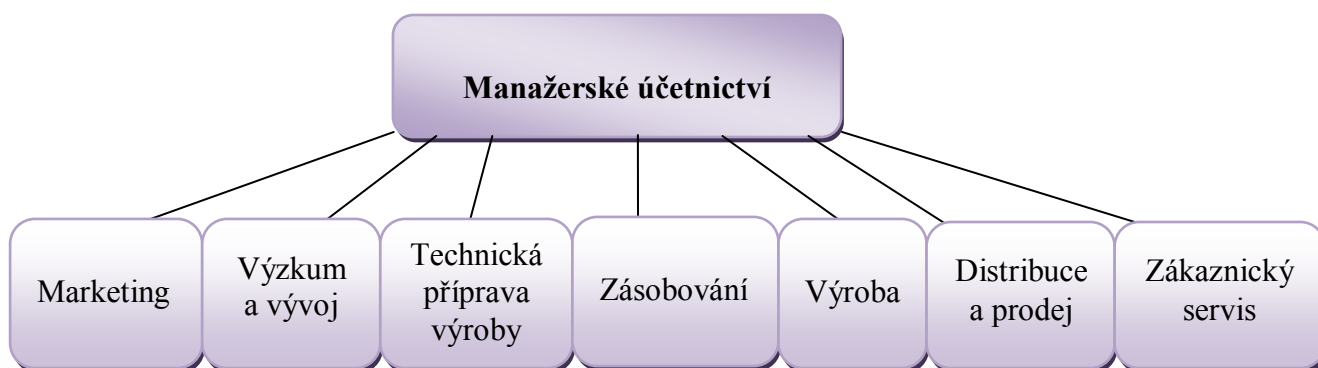 Manažerské účetnictví
Marketing
Výzkum
a vývoj
Technická
příprava
výroby
Zásobování
Výroba
Distribuce
a prodej
Zákaznický
servis